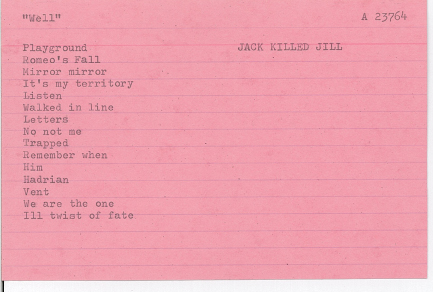 "Well"
A 23764
Playground
JACK KILLED JILL
Romeo's Fall
Mirror mirror
It's my territory
Listen
Walked in line
Letters
No not me
Trapped
Remember when
Him
Hadrian
Vent
We are the one
Ill twist of fate